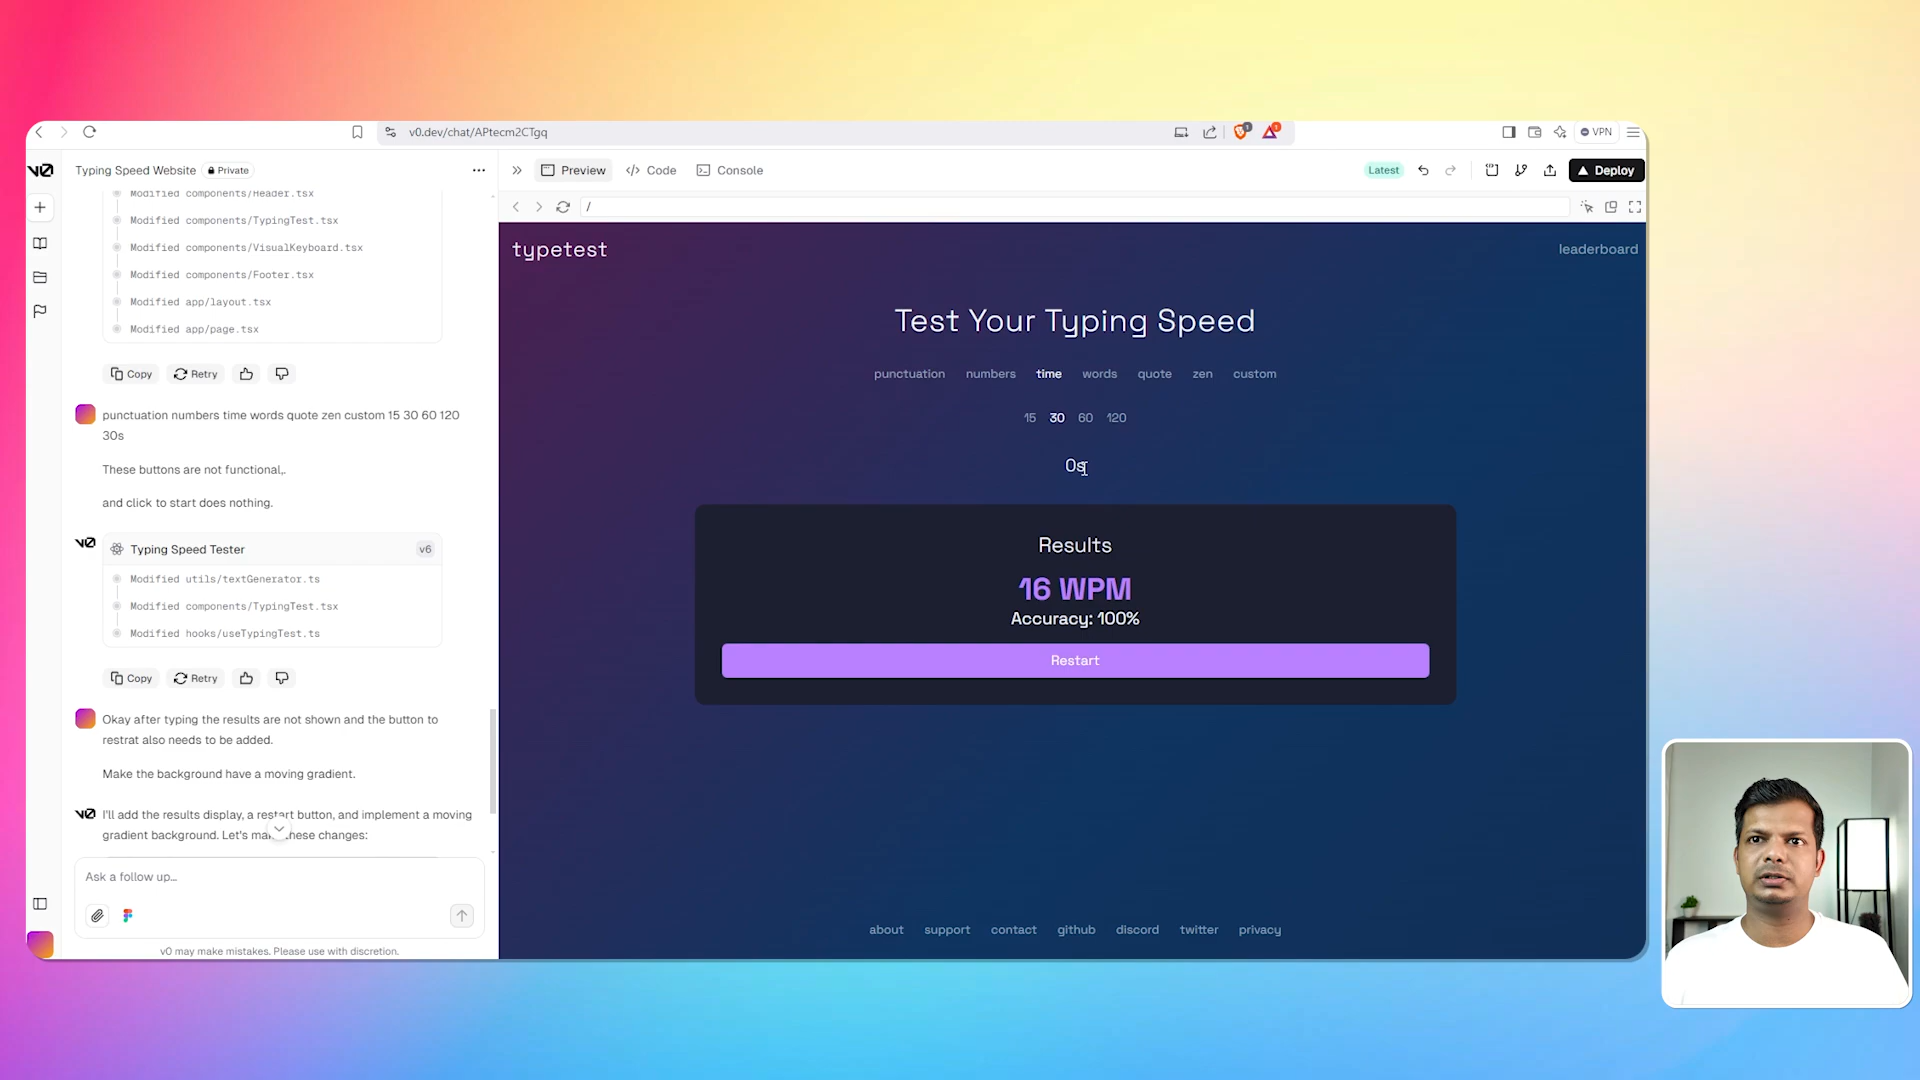 v0.dev/chat/APtecm2CTgq
1
1
VPN
v0
Typing Speed Website
Private
Preview
Code
Console
Latest
Deploy
/
Modified components/Header.tsx
Modified components/TypingTest.tsx
Modified components/VisualKeyboard.tsx
Modified components/Footer.tsx
Modified app/layout.tsx
Modified app/page.tsx
Copy
Retry
punctuation numbers time words quote zen custom 15 30 60 120
30s
These buttons are not functional,.
and click to start does nothing.
v0
Typing Speed Tester
v6
Modified utils/textGenerator.ts
Modified components/TypingTest.tsx
Modified hooks/useTypingTest.ts
Copy
Retry
Okay after typing the results are not shown and the button to
restrat also needs to be added.
Make the background have a moving gradient.
v0
I'll add the results display, a restart button, and implement a moving
gradient background. Let's make these changes:
Ask a follow up...
v0 may make mistakes. Please use with discretion.
typetest
leaderboard
Test Your Typing Speed
punctuation numbers time words quote zen custom
15 30 60 120
0s
Results
16 WPM
Accuracy: 100%
Restart
about support contact github discord twitter privacy